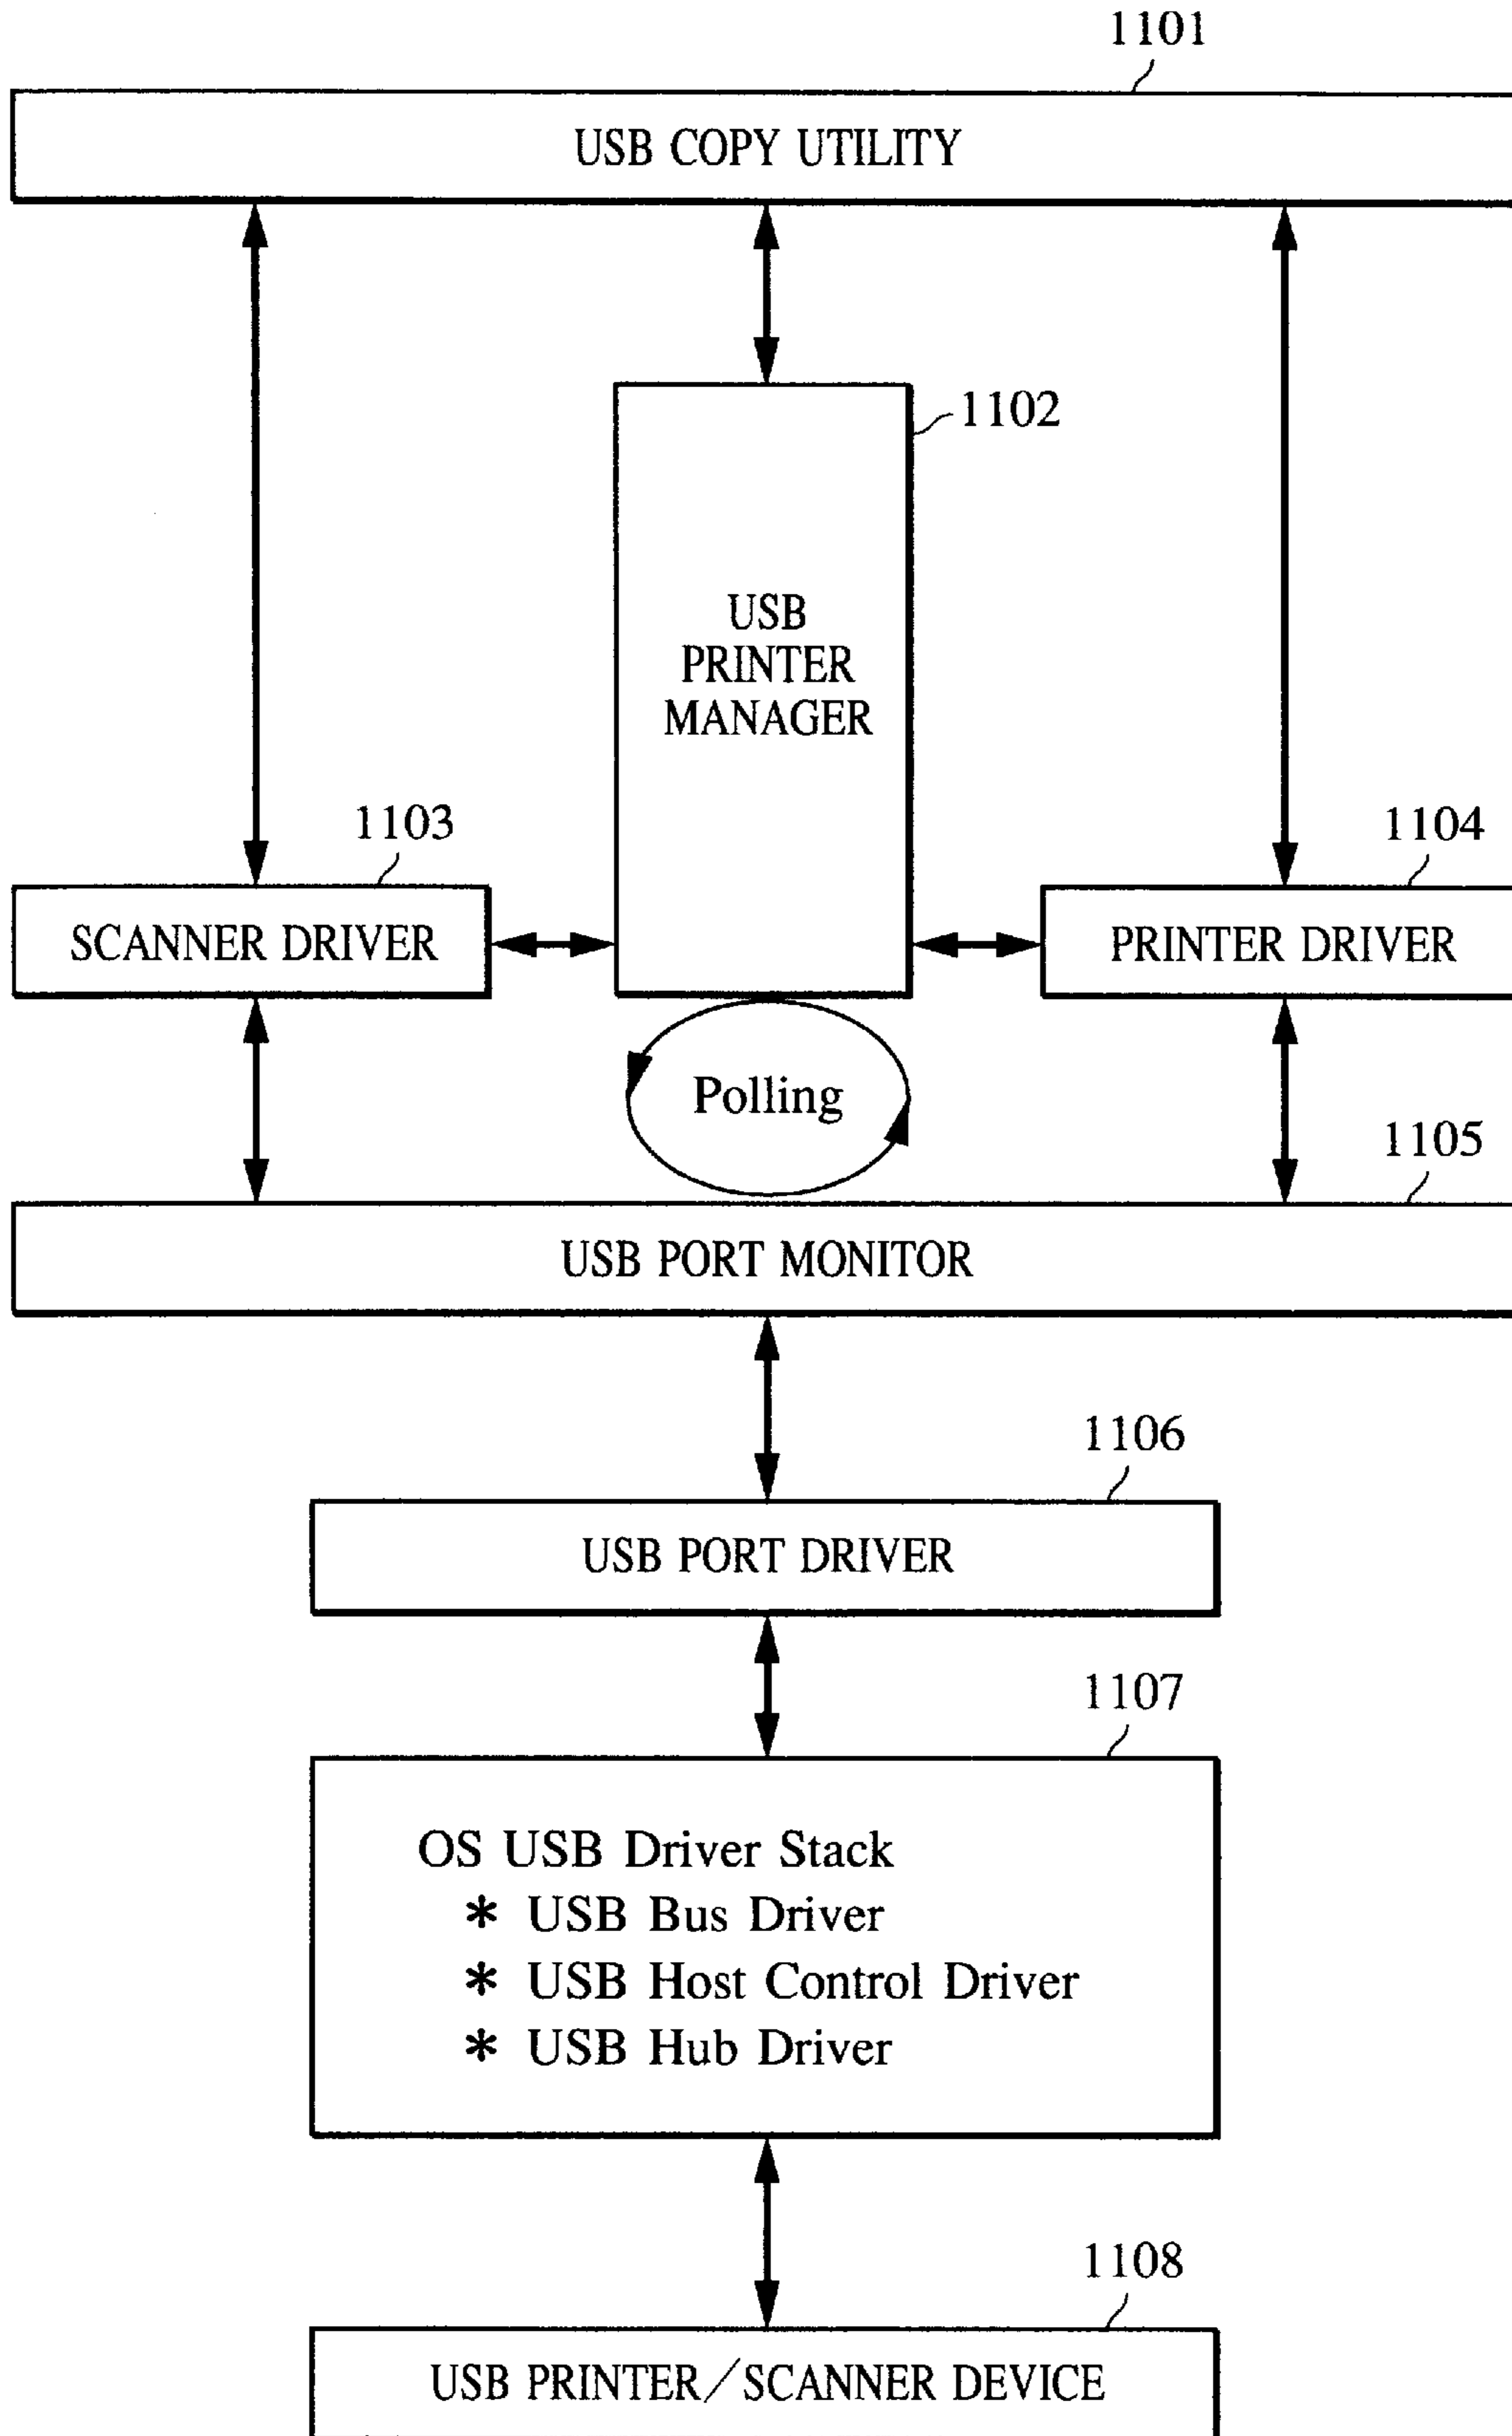 1101
USB COPY UTILITY
1102
USB
PRINTER
MANAGER
1103
1104
SCANNER DRIVER
PRINTER DRIVER
Polling
1105
USB PORT MONITOR
1106
USB PORT DRIVER
1107
OS USB Driver Stack
* USB Bus Driver
* USB Host Control Driver
* USB Hub Driver
1108
USB PRINTER/SCANNER DEVICE